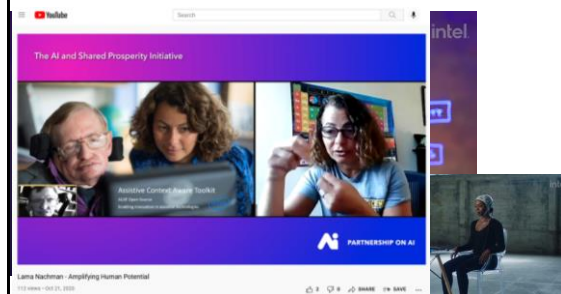 YouTube
Search
intel.
The AI and Shared Prosperity Initiative
Assistive Context-Aware Toolkit
PARTNERSHIP ON AI
Lama Nachman - Amplifying Human Potential
SHARE
SAVE